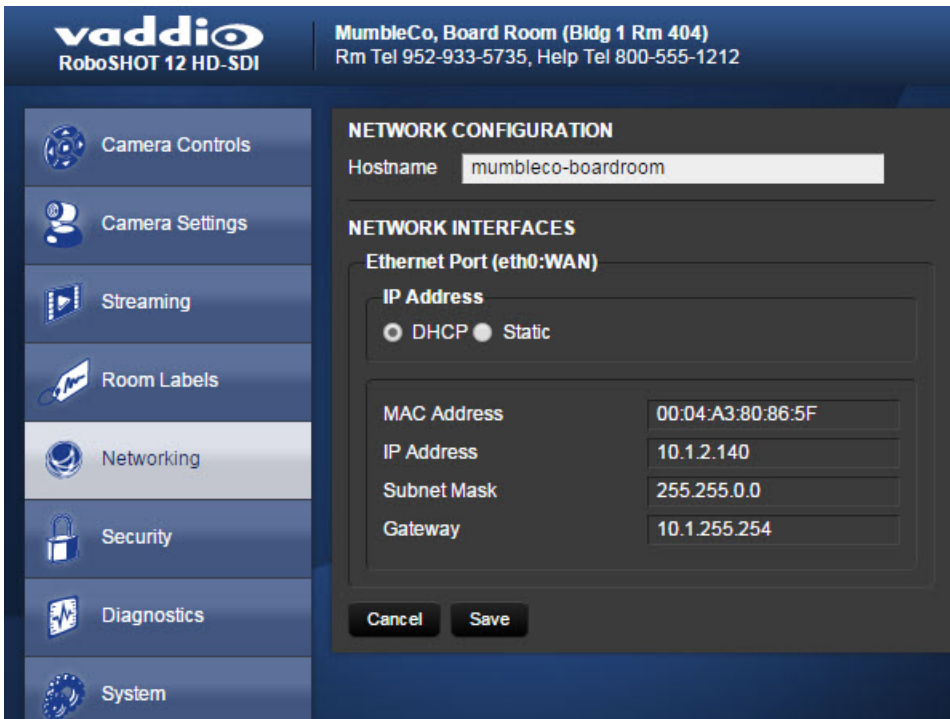 vaddio
RoboSHOT 12 HD-SDI
MumbleCo, Board Room (Bldg 1 Rm 404)
Rm Tel 952-933-5735, Help Tel 800-555-1212
Camera Controls
Camera Settings
Streaming
Room Labels
Networking
Security
Diagnostics
System
NETWORK CONFIGURATION
Hostname mumbleco-boardroom
NETWORK INTERFACES
Ethernet Port (eth0:WAN)
IP Address
DHCP Static
MAC Address 00:04:A3:80:86:5F
IP Address 10.1.2.140
Subnet Mask 255.255.0.0
Gateway 10.1.255.254
Cancel Save